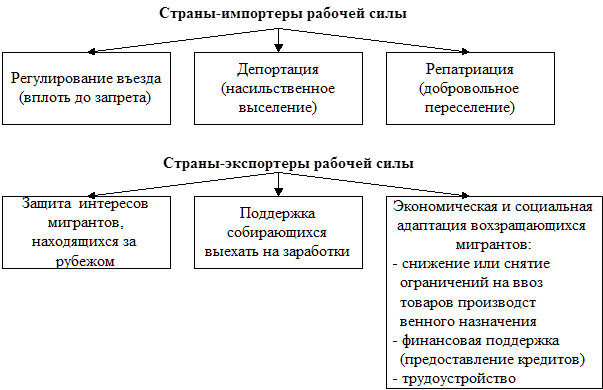 Страны-импортеры рабочей силы
Регулирование въезда
(вплоть до запрета)
Депортация
(насильственное
выселение)
Репатриация
(добровольное
переселение)
Страны-экспортеры рабочей силы
Защита интересов
мигрантов,
находящихся за
рубежом
Поддержка
собирающихся
выехать на заработки
Экономическая и социальная
адаптация вохзращающихся
мигрантов:
- снижение или снятие
ограничений на ввоз
товаров производст
венного назначения
- финансовая поддержка
(предоставление кредитов)
- трудоустройство